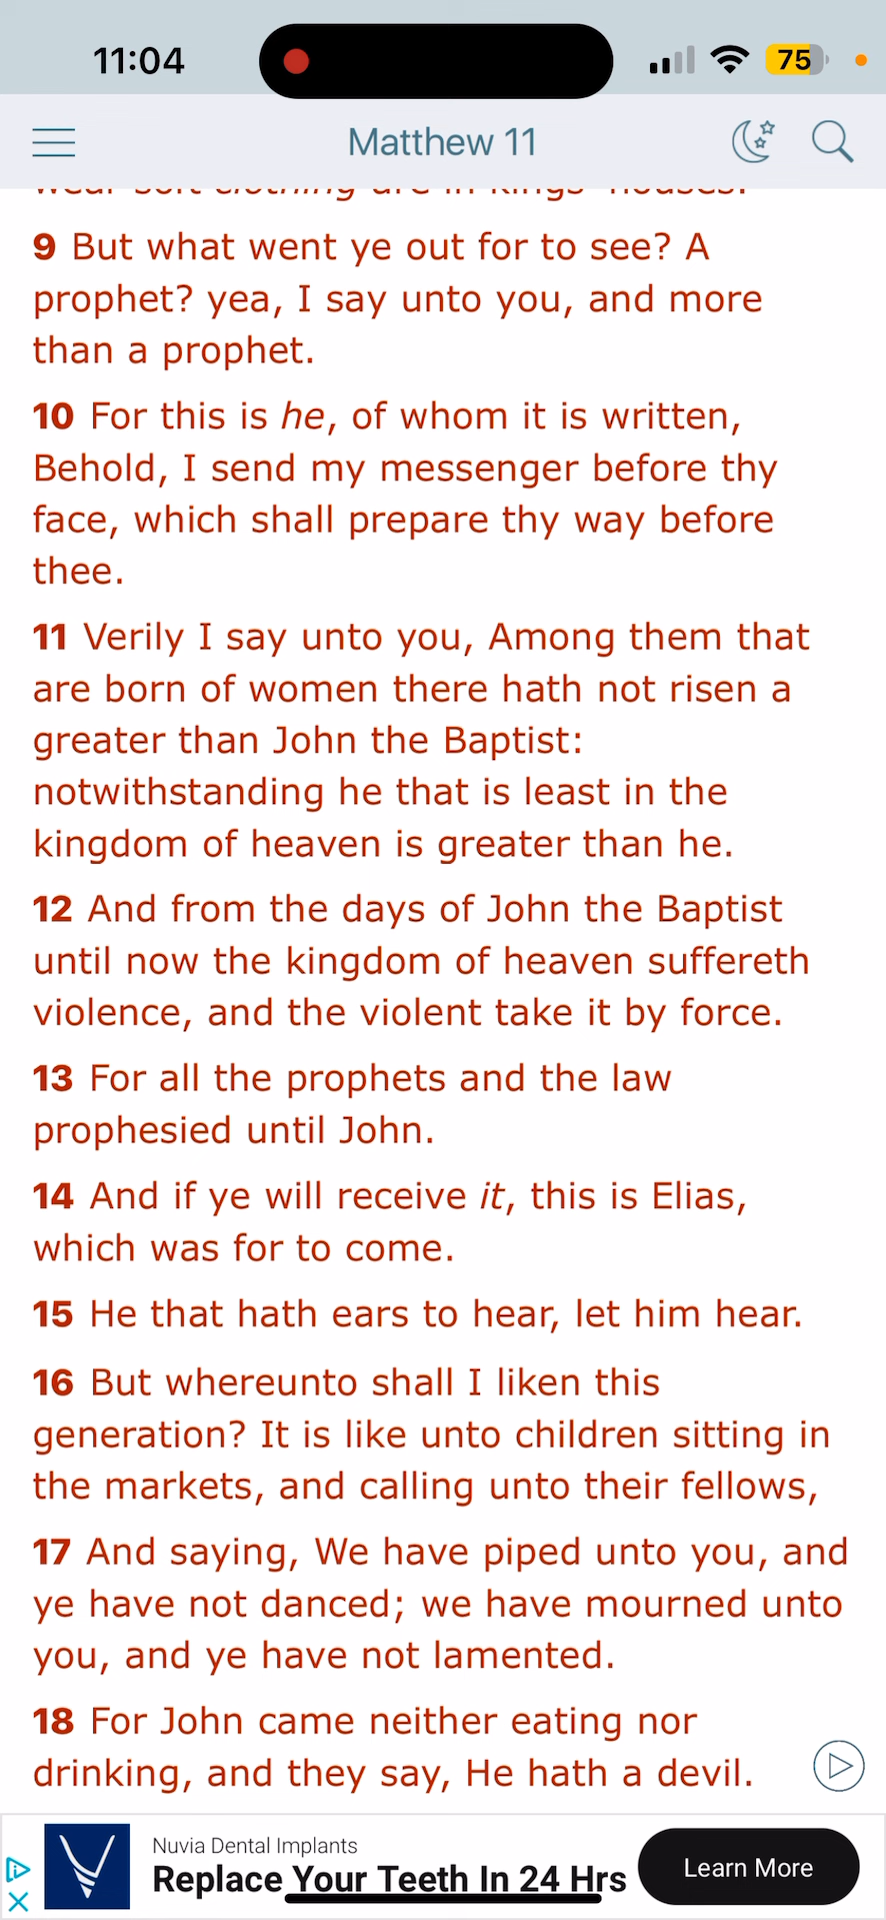 11:04
75
Matthew 11
wear soft clothing are in kings' houses.
9 But what went ye out for to see? A
prophet? yea, I say unto you, and more
than a prophet.
10 For this is he, of whom it is written,
Behold, I send my messenger before thy
face, which shall prepare thy way before
thee.
11 Verily I say unto you, Among them that
are born of women there hath not risen a
greater than John the Baptist:
notwithstanding he that is least in the
kingdom of heaven is greater than he.
12 And from the days of John the Baptist
until now the kingdom of heaven suffereth
violence, and the violent take it by force.
13 For all the prophets and the law
prophesied until John.
14 And if ye will receive it, this is Elias,
which was for to come.
15 He that hath ears to hear, let him hear.
16 But whereunto shall I liken this
generation? It is like unto children sitting in
the markets, and calling unto their fellows,
17 And saying, We have piped unto you, and
ye have not danced; we have mourned unto
you, and ye have not lamented.
18 For John came neither eating nor
drinking, and they say, He hath a devil.
Nuvia Dental Implants
Replace Your Teeth In 24 Hrs
Learn More